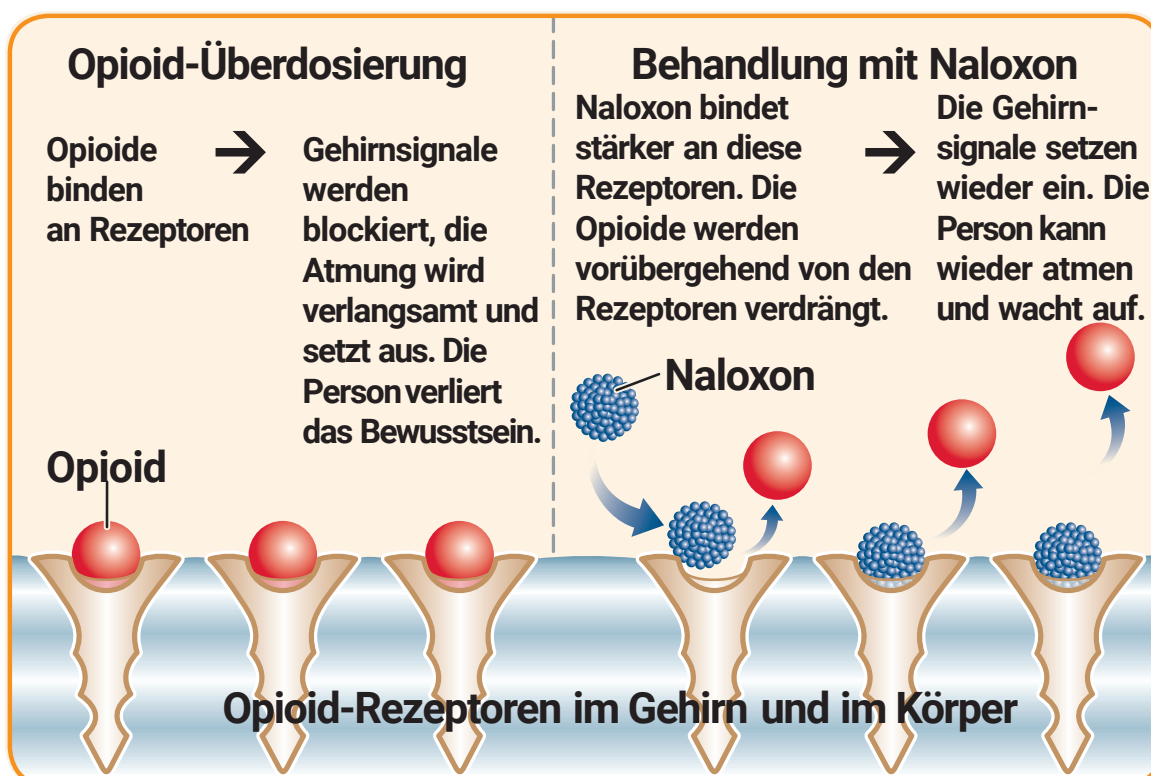 Opioid-Überdosierung
Opioide
binden
an Rezeptoren
Gehirnsignale
werden
blockiert, die
Atmung wird
verlangsamt und
setzt aus. Die
Person verliert
das Bewusstsein.
Opioid
Behandlung mit Naloxon
Naloxon bindet
stärker an diese
Rezeptoren. Die
Opioide werden
vorübergehend von den
Rezeptoren verdrängt.
Die Gehirn-
signale setzen
wieder ein. Die
Person kann
wieder atmen
und wacht auf.
Naloxon
Opioid-Rezeptoren im Gehirn und im Körper